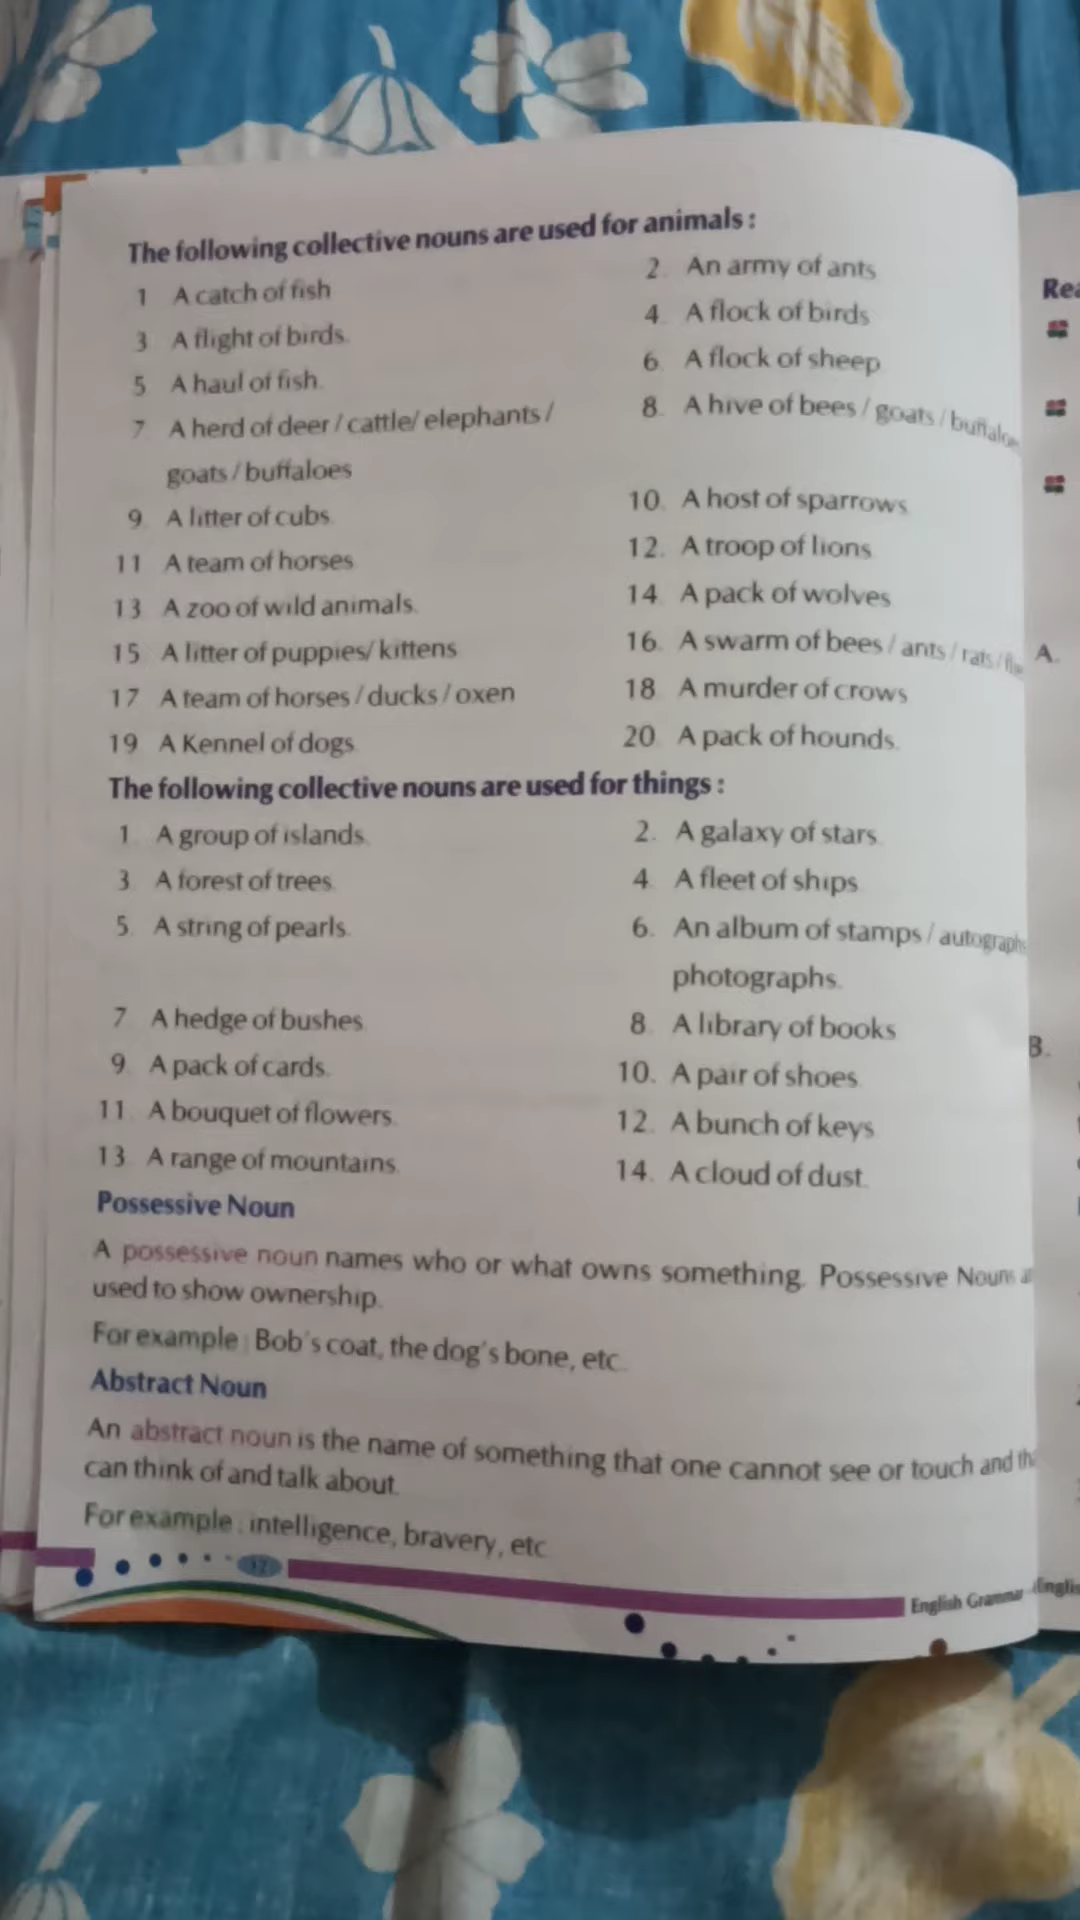 The following collective nouns are used for animals :
1 A catch of fish
2. An army of ants
3 A flight of birds.
4 A flock of birds
5 A haul of fish.
6. A flock of sheep
7 A herd of deer / cattle/ elephants /
goats / buffaloes
8. A hive of bees / goats / buffaloes
9. A litter of cubs.
10. A host of sparrows
11 A team of horses
12. A troop of lions
13 A zoo of wild animals.
14. A pack of wolves
15 A litter of puppies/ kittens
16. A swarm of bees / ants / rats /
17 A team of horses / ducks / oxen
18 A murder of crows
19 A Kennel of dogs.
20 A pack of hounds.
The following collective nouns are used for things :
1. A group of islands.
2. A galaxy of stars
3 A forest of trees
4. A fleet of ships
5. A string of pearls.
6. An album of stamps / autographs
photographs.
7. A hedge of bushes
8. A library of books
9. A pack of cards.
10. A pair of shoes
11. A bouquet of flowers.
12. A bunch of keys
13. A range of mountains.
14. A cloud of dust.
Possessive Noun
A possessive noun names who or what owns something. Possessive Nouns
used to show ownership.
For example : Bob's coat, the dog's bone, etc.
Abstract Noun
An abstract noun is the name of something that one cannot see or touch and
can think of and talk about.
For example : intelligence, bravery, etc
English Grammar
A.
B.